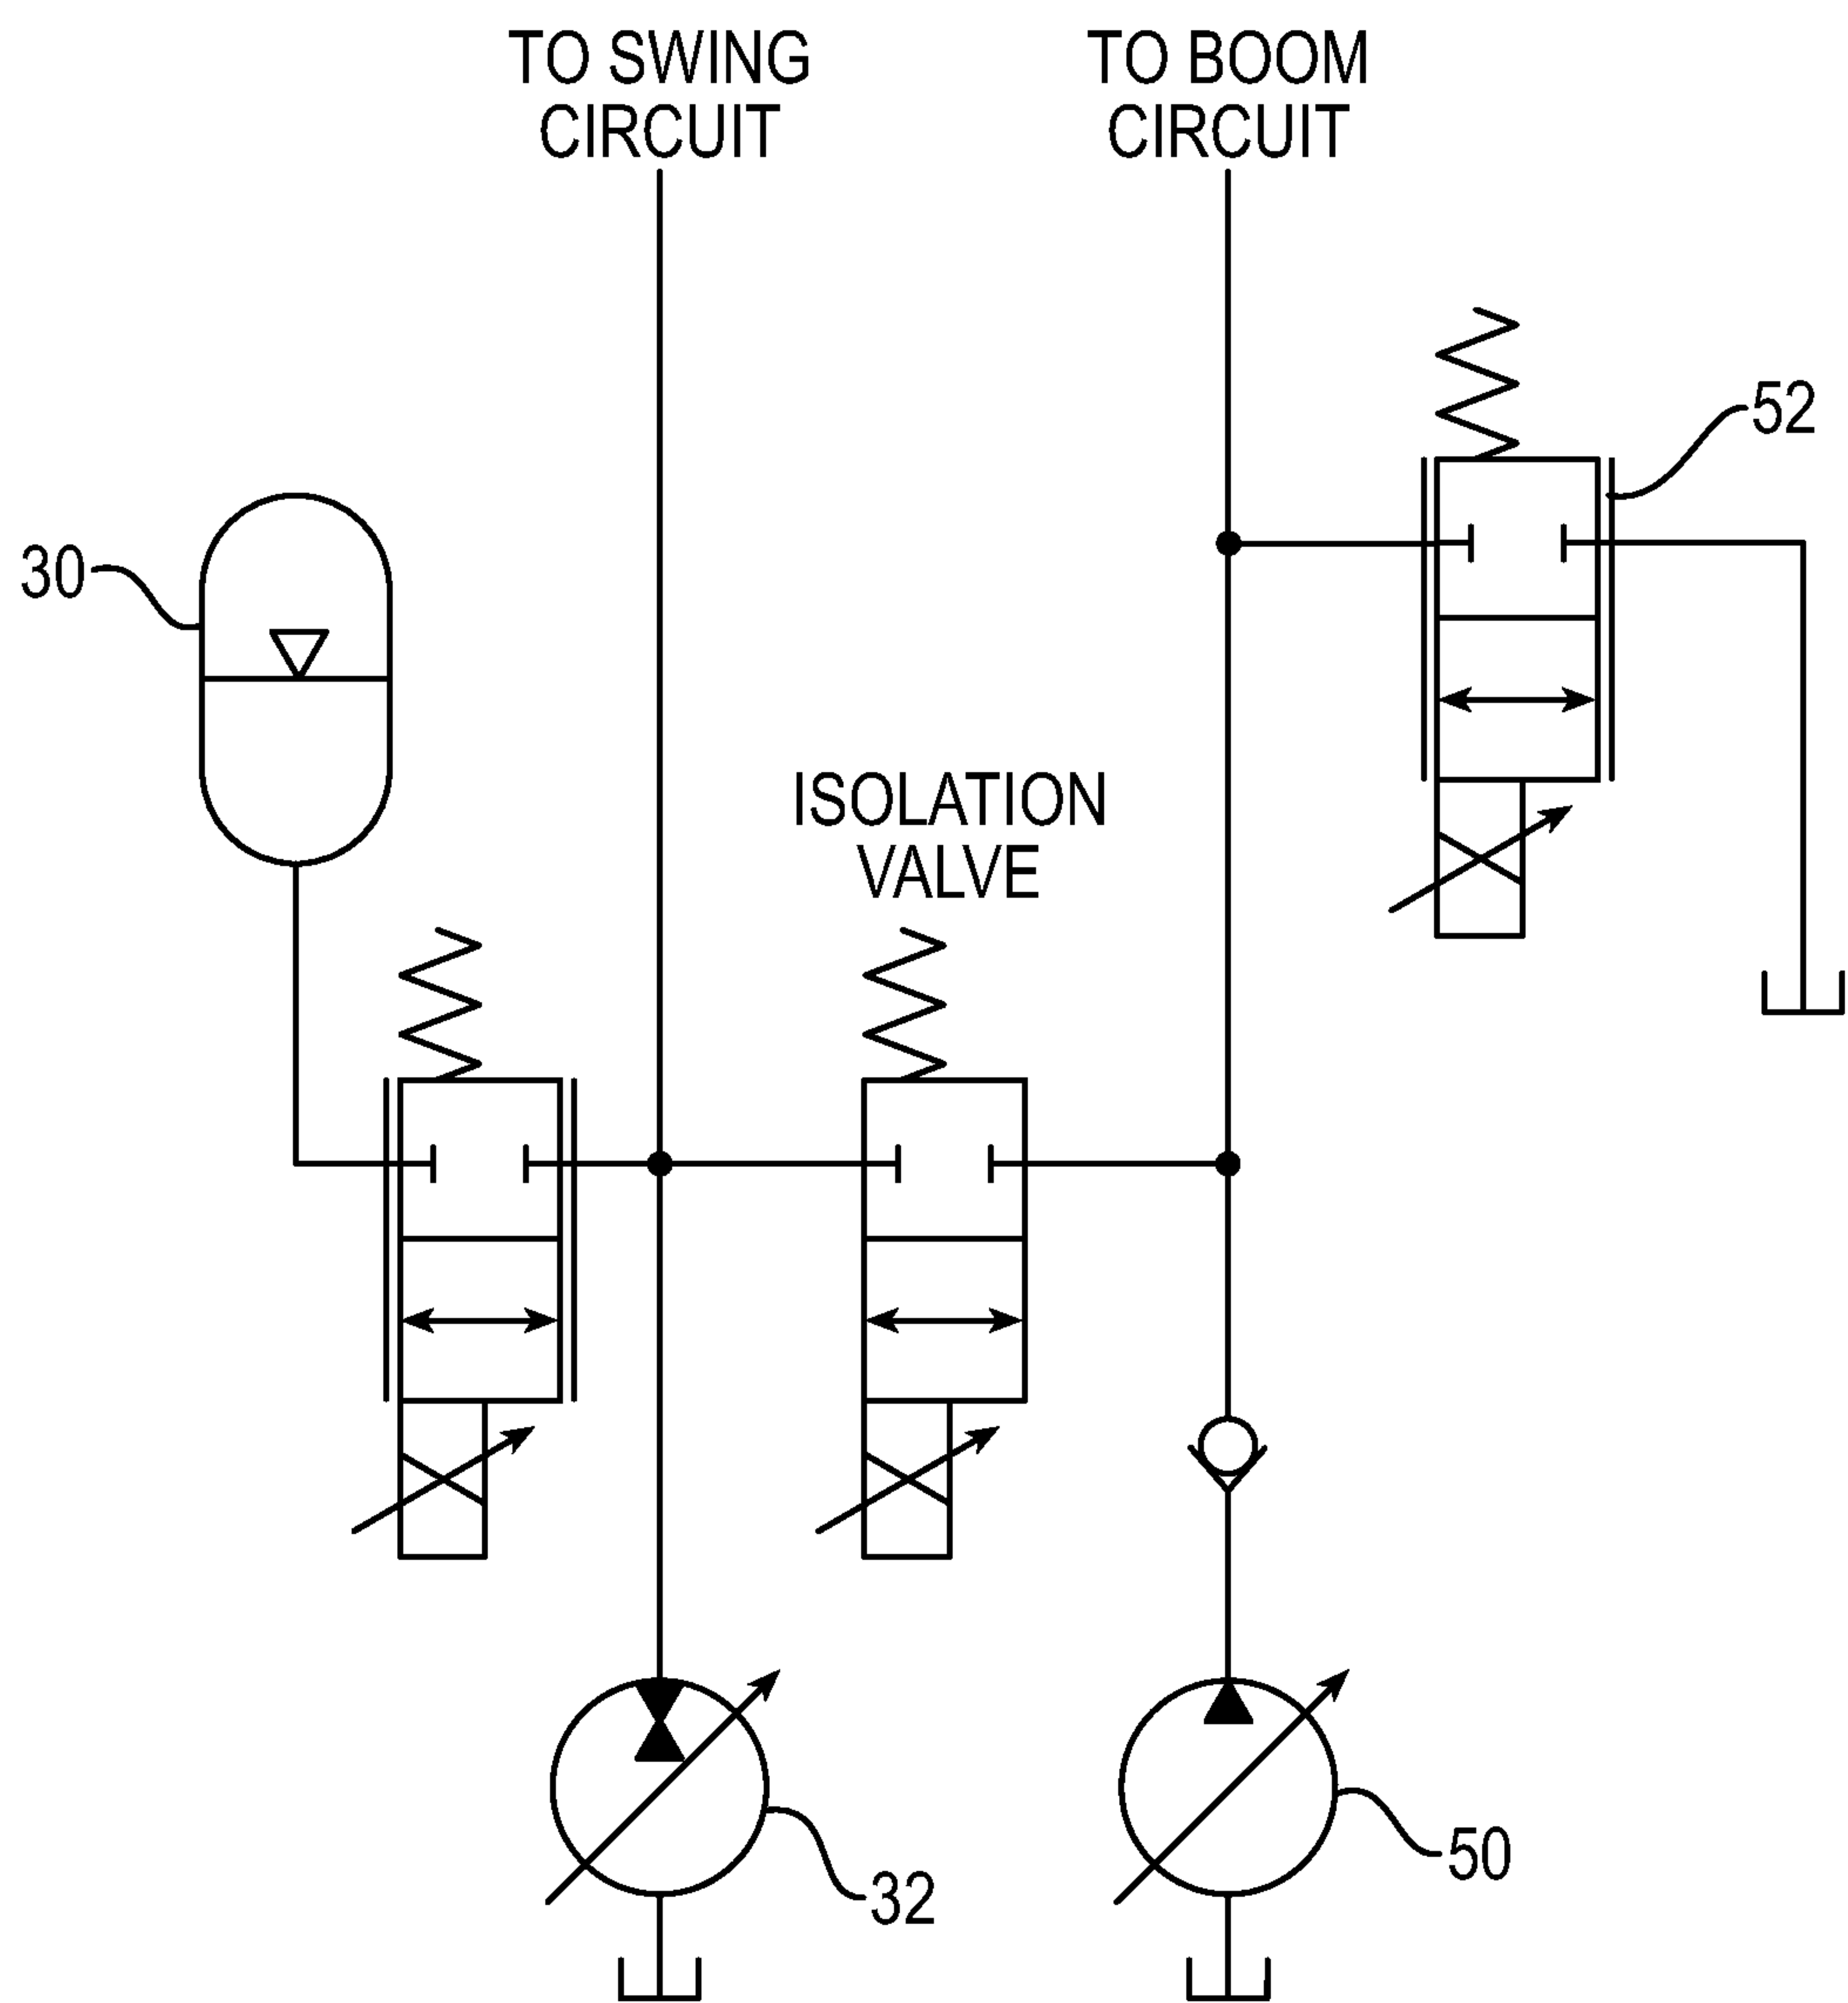 TO SWING
CIRCUIT
TO BOOM
CIRCUIT
52
30
ISOLATION
VALVE
50
32